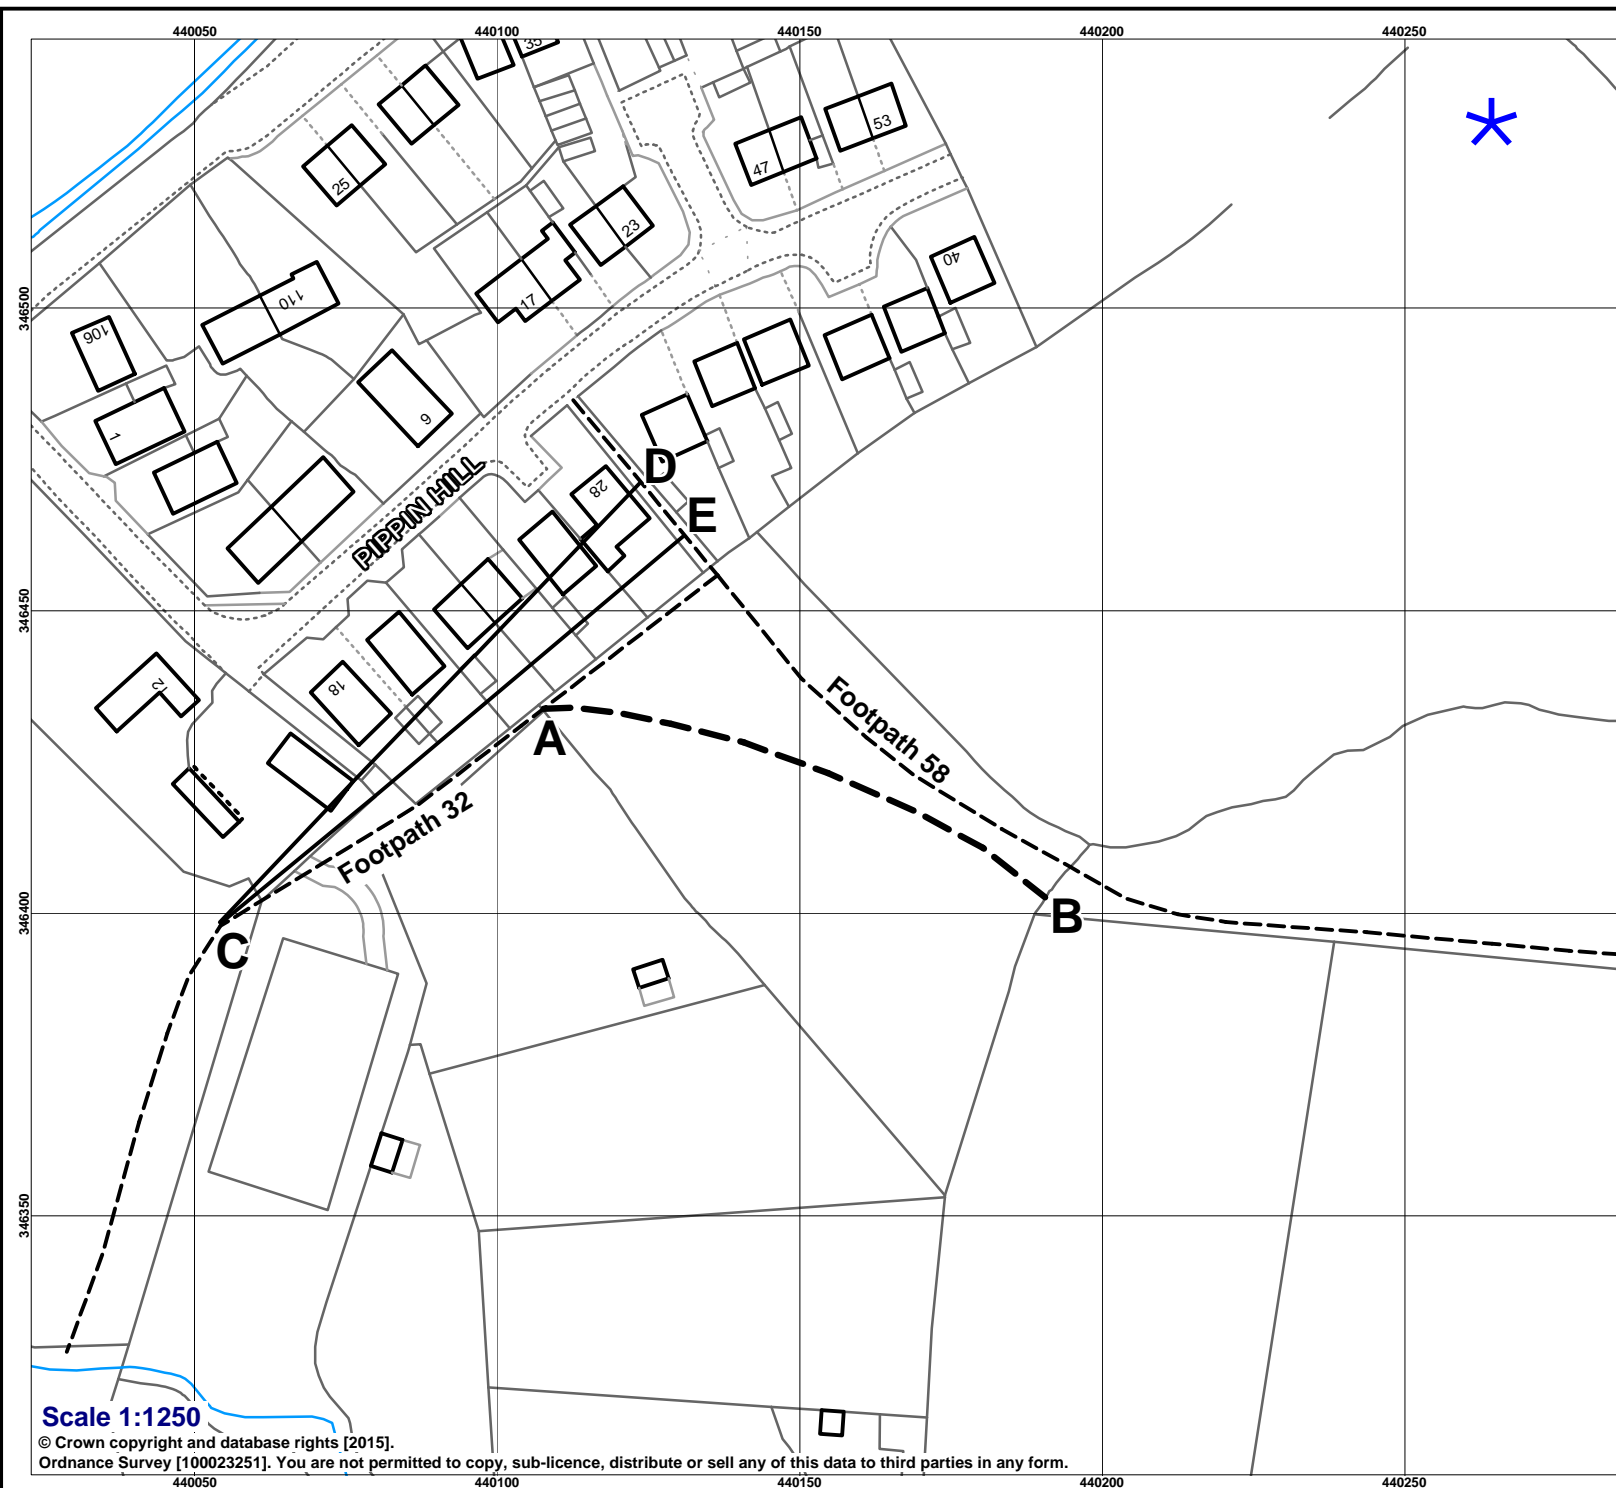 440050 440100 440150 440200 440250
35
53
47
25
23
40
110
17
346500
106
9
1
D
28
PIPPIN HILL
E
346450
12
18
Footpath 58
A
Footpath 32
B
346400
C
346350
Scale 1:1250
© Crown copyright and database rights [2015].
Ordnance Survey [100023251]. You are not permitted to copy, sub-licence, distribute or sell any of this data to third parties in any form.
440050 440100 440150 440200 440250